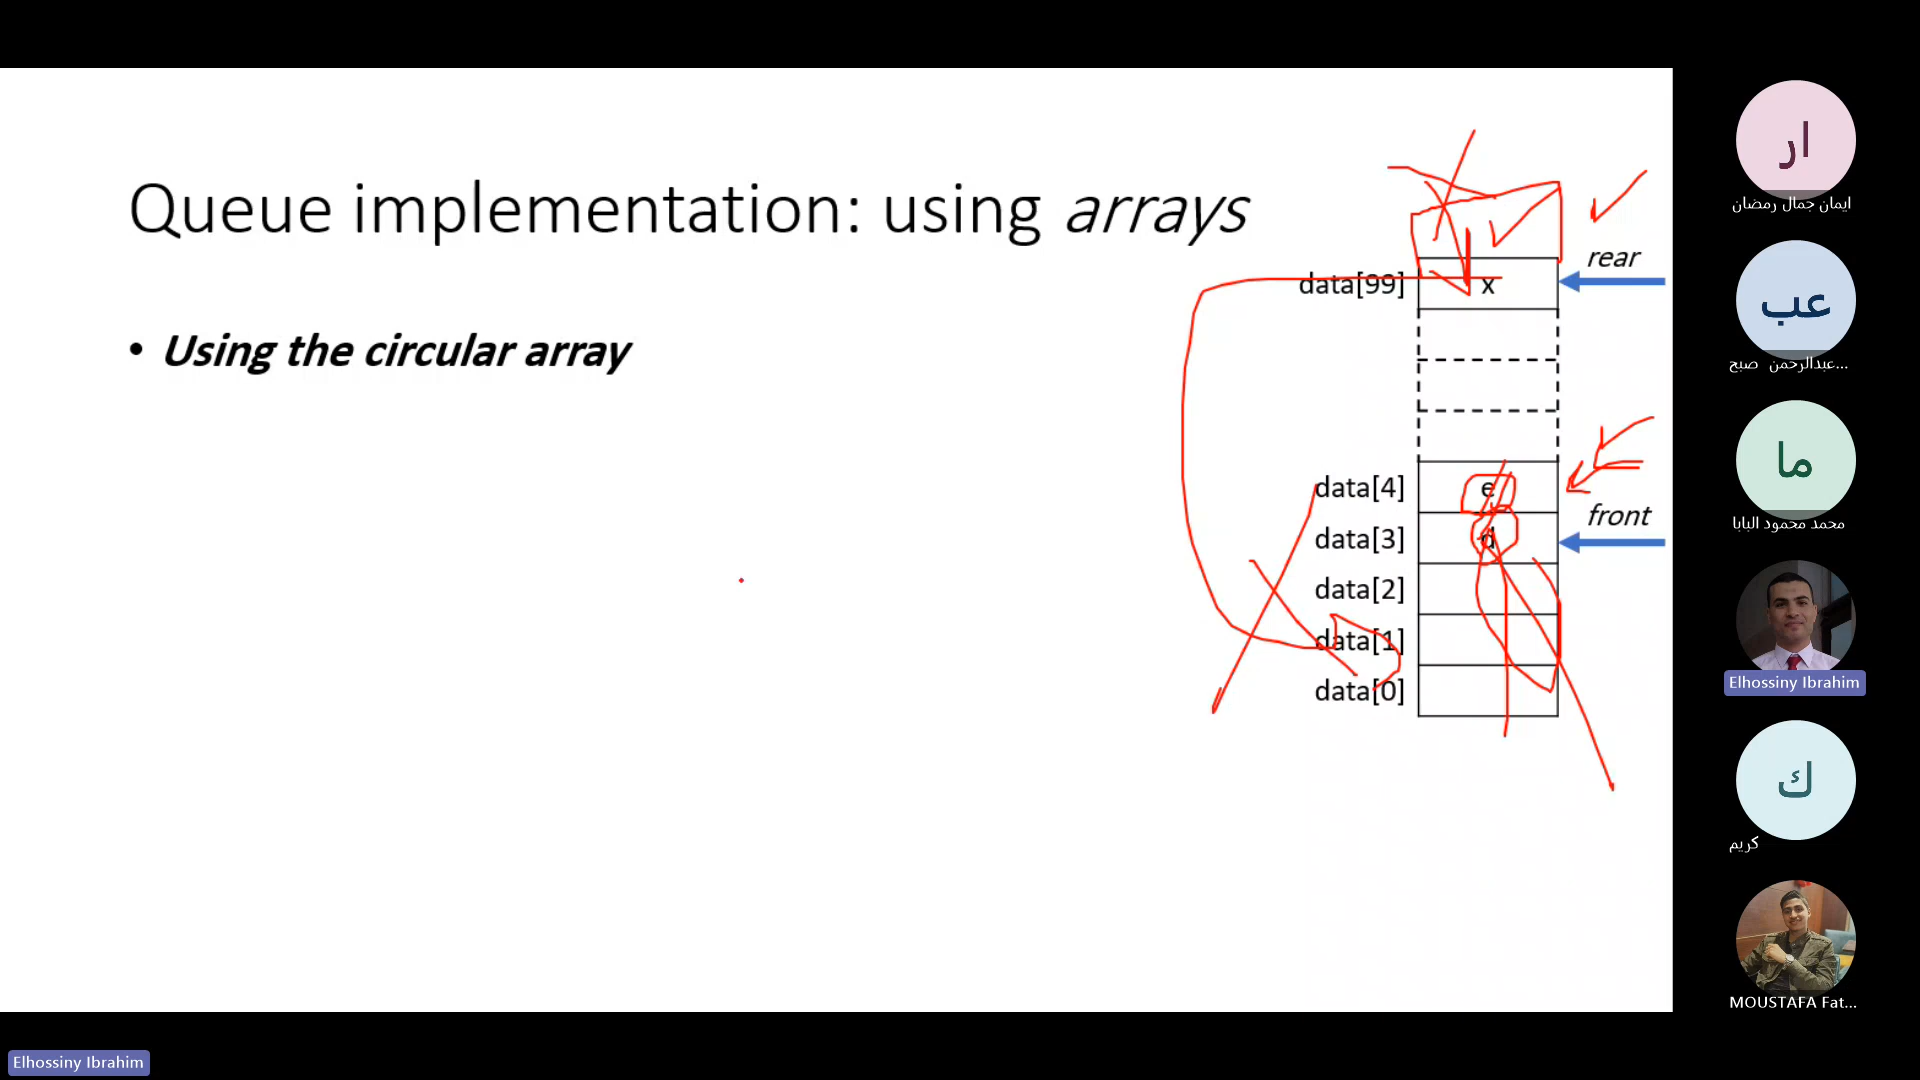 Queue implementation: using arrays
• Using the circular array
rear
data[99] x
data[4] e
front
data[3] d
data[2]
data[1]
data[0]
ار
ايمان جمال رمضان
عب
عبدالرحمن صبح...
ما
محمد محمود البابا
Elhossiny Ibrahim
ك
كريم
MOUSTAFA Fat...
Elhossiny Ibrahim